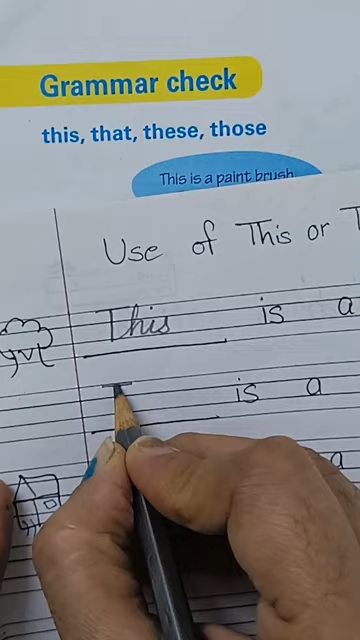 Grammar check
this, that, these, those
This is a paint brush
Use of This or T
This is a
is a
a